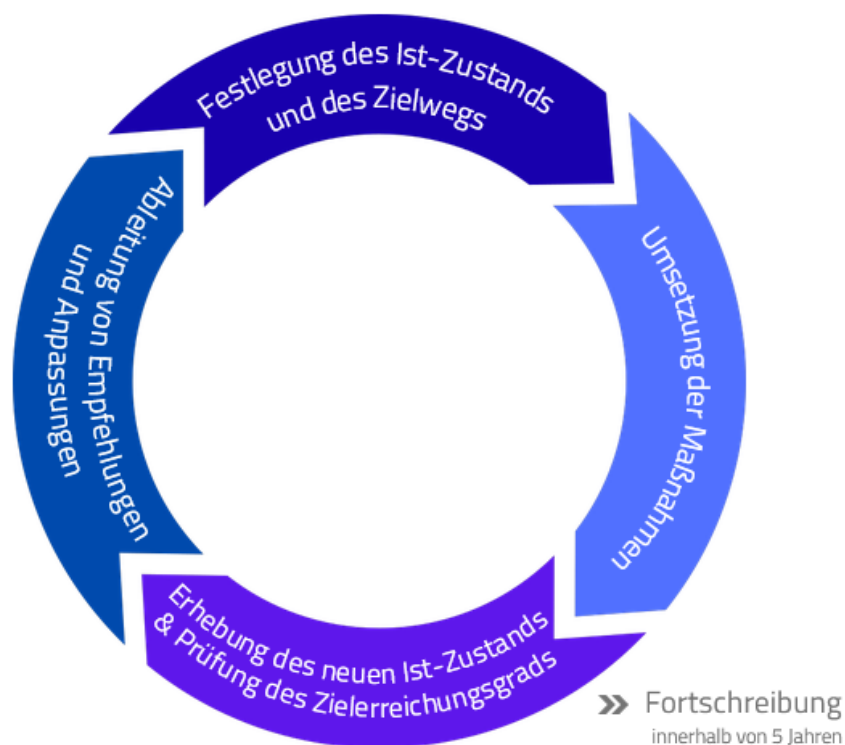 Festlegung des Ist-Zustands
und des Zielwegs
Umsetzung der Maßnahmen
Erhebung des neuen Ist-Zustands
& Prüfung des Zielerreichungsgrads
Ableitung von Empfehlungen
und Anpassungen
» Fortschreibung
innerhalb von 5 Jahren